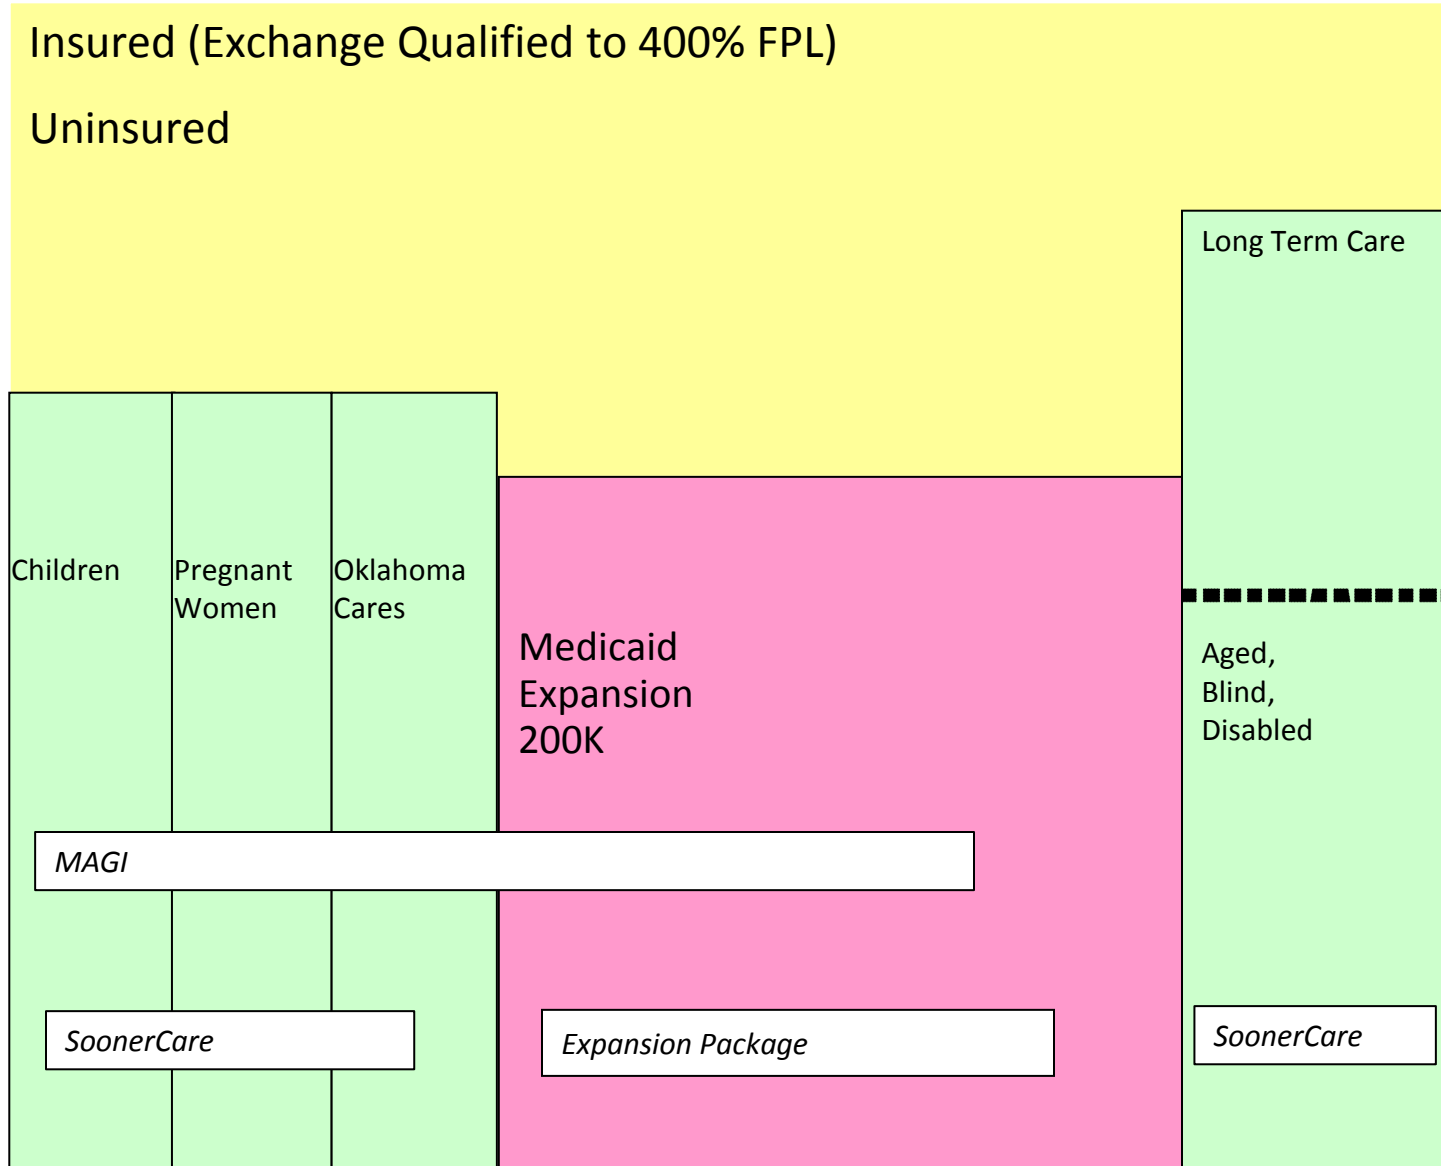 Insured (Exchange Qualified to 400% FPL)
Uninsured
Long Term Care
Children
Pregnant
Women
Oklahoma
Cares
Medicaid
Expansion
200K
Aged,
Blind,
Disabled
MAGI
SoonerCare
Expansion Package
SoonerCare